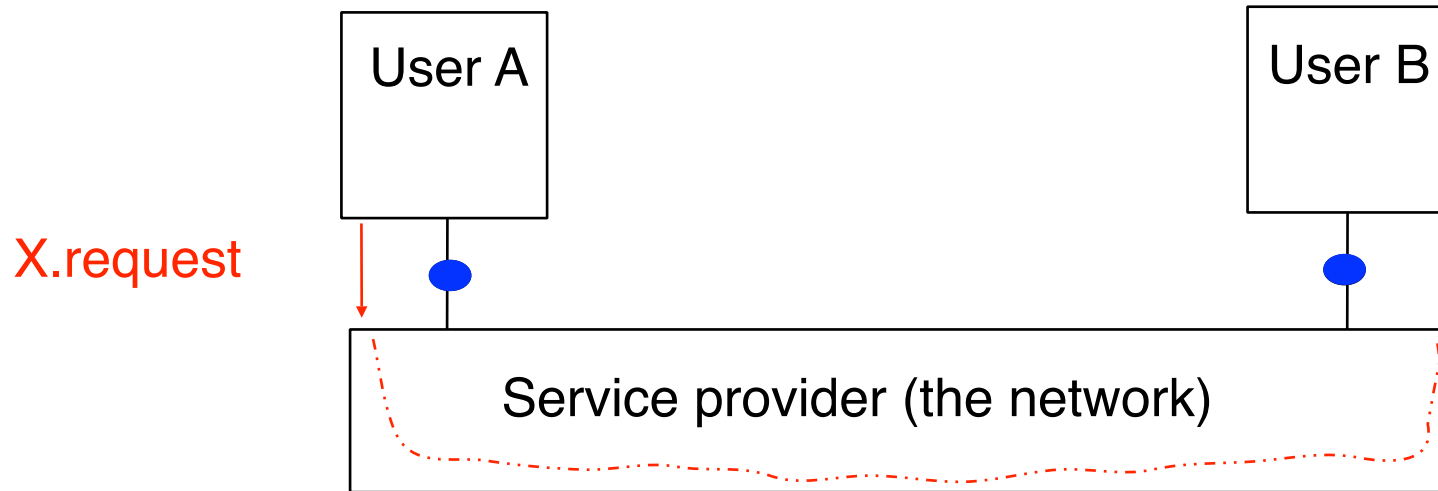 User A
User B
X.request
Service provider (the network)